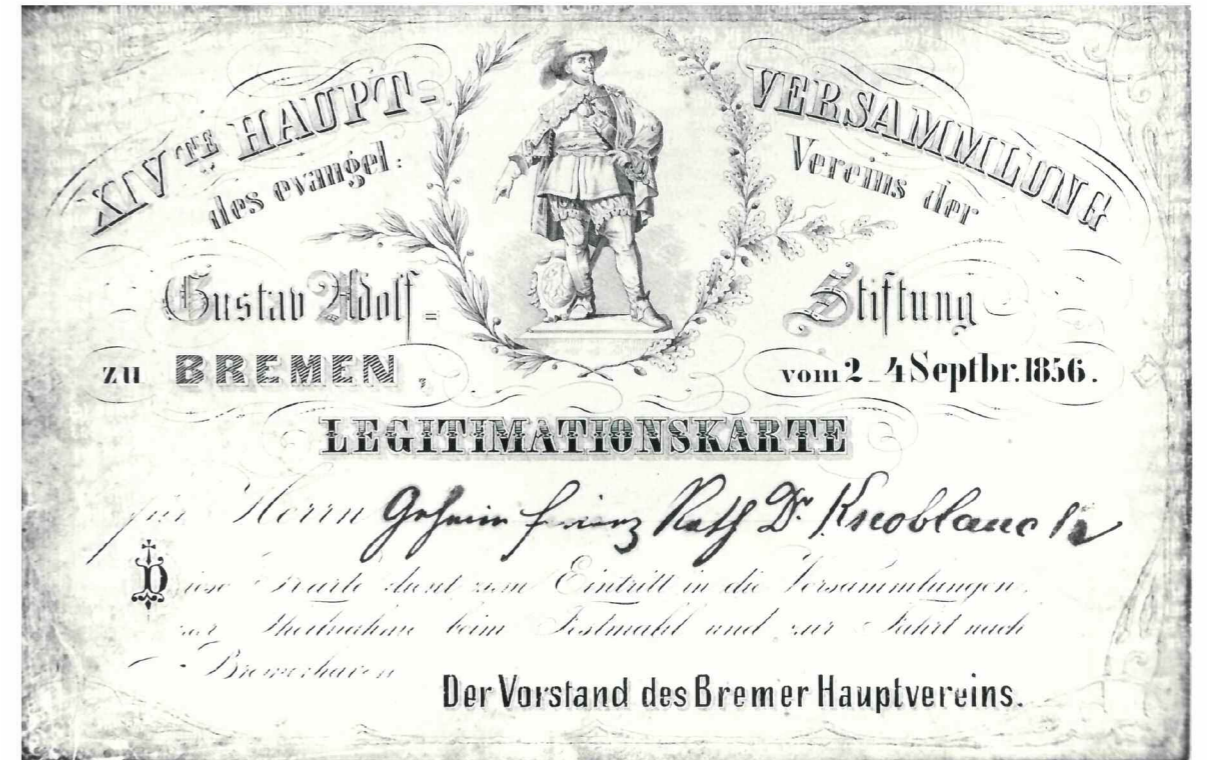 XIV TE HAUPT=VERSAMMLUNG
des evangel: Vereins der
Gustav Adolf=Stiftung
zu BREMEN, vom 2_4 Septbr. 1856.
LEGITIMATIONSKARTE
für Herrn Geheim Finanz Rath Dr. Knoblauch
Diese Karte dient zum Eintritt in die Versammlungen,
zur Theilnahme beim Festmahl und zur Fahrt nach
Bremerhaven
Der Vorstand des Bremer Hauptvereins.